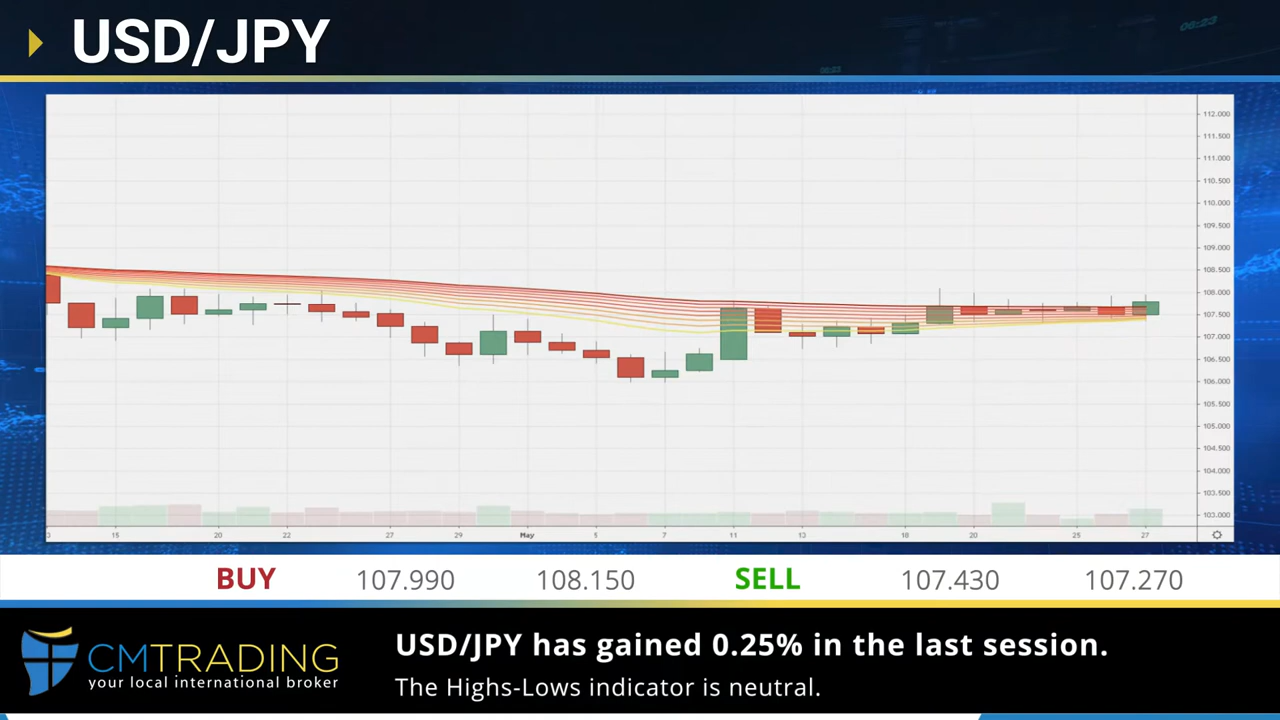 USD/JPY
06:23
112.000
111.500
111.000
110.500
110.000
109.500
109.000
108.500
108.000
107.500
107.000
106.500
106.000
105.500
105.000
104.500
104.000
103.500
103.000
3 15 20 22 27 29 May 5 7 11 13 18 20 25 27
BUY 107.990 108.150 SELL 107.430 107.270
CMTRADING
your local international broker
USD/JPY has gained 0.25% in the last session.
The Highs-Lows indicator is neutral.